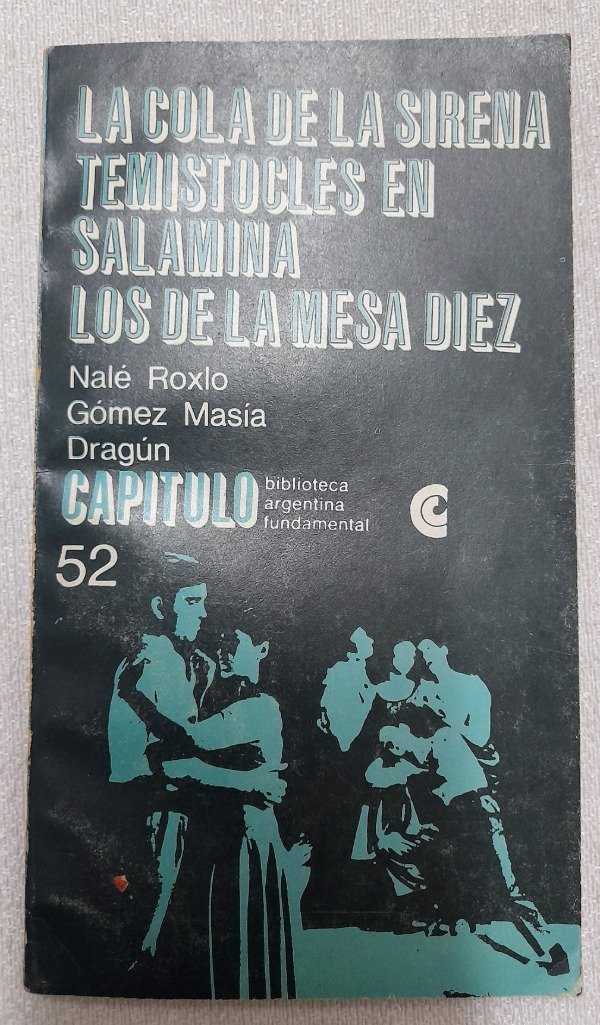 LA COLA DE LA SIRENA
TEMISTOCLES EN
SALAMINA
LOS DE LA MESA DIEZ
Nalé Roxlo
Gómez Masía
Dragún
CAPITULO
biblioteca
argentina
fundamental
52